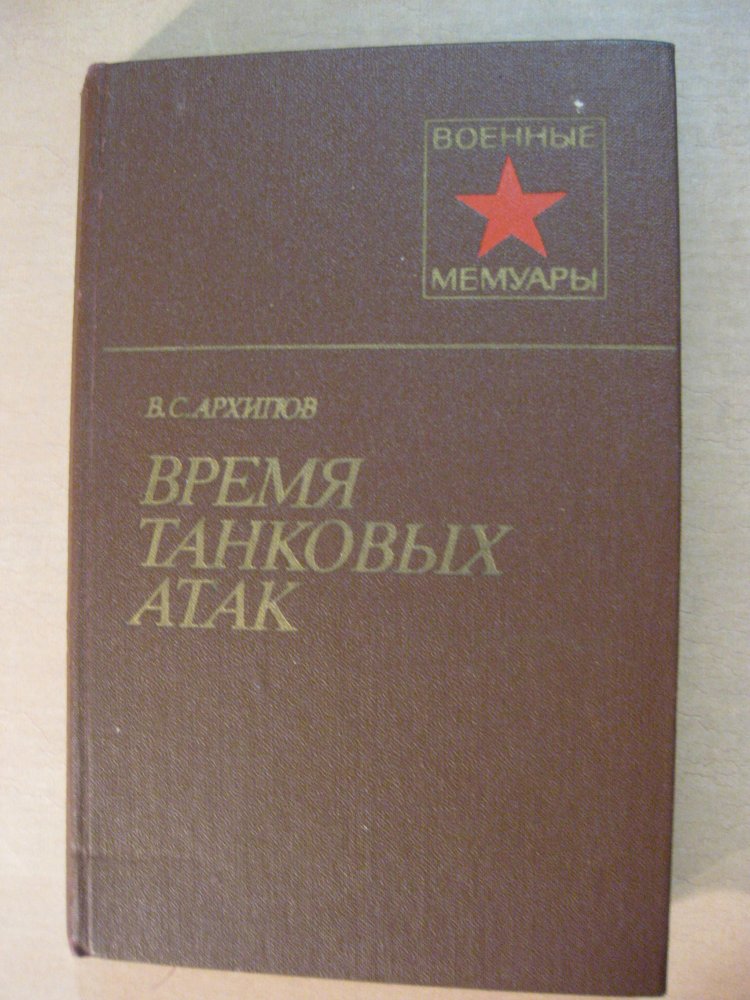 ВОЕННЫЕ
МЕМУАРЫ
В.С.АРХИПОВ
ВРЕМЯ
ТАНКОВЫХ
АТАК